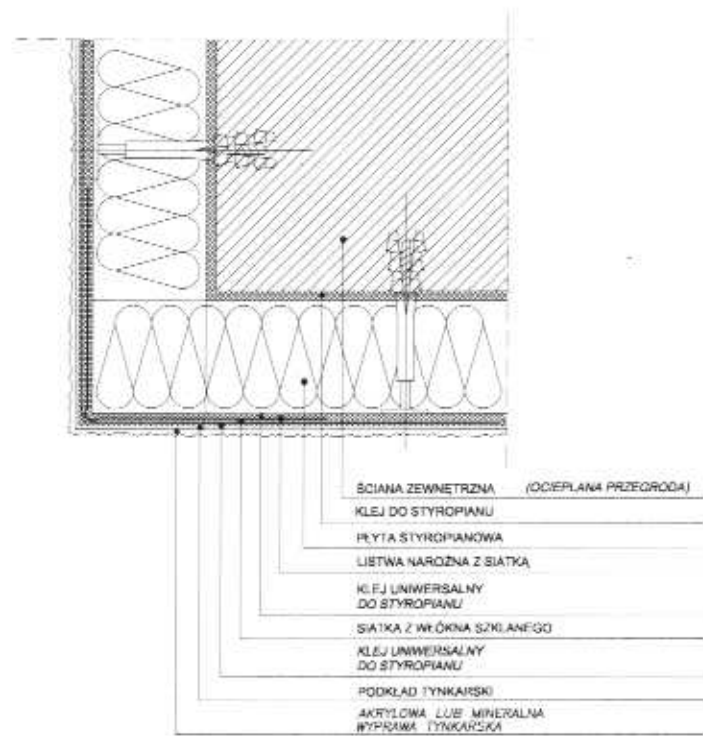 ŚCIANA ZEWNĘTRZNA (OCIEPLANA PRZEGRODA)
KLEJ DO STYROPIANU
PŁYTA STYROPIANOWA
LISTWA NAROŻNA Z SIATKĄ
KLEJ UNIWERSALNY
DO STYROPIANU
SIATKA Z WŁÓKNA SZKLANEGO
KLEJ UNIWERSALNY
DO STYROPIANU
PODKŁAD TYNKARSKI
AKRYLOWA LUB MINERALNA
WYPRAWA TYNKARSKA